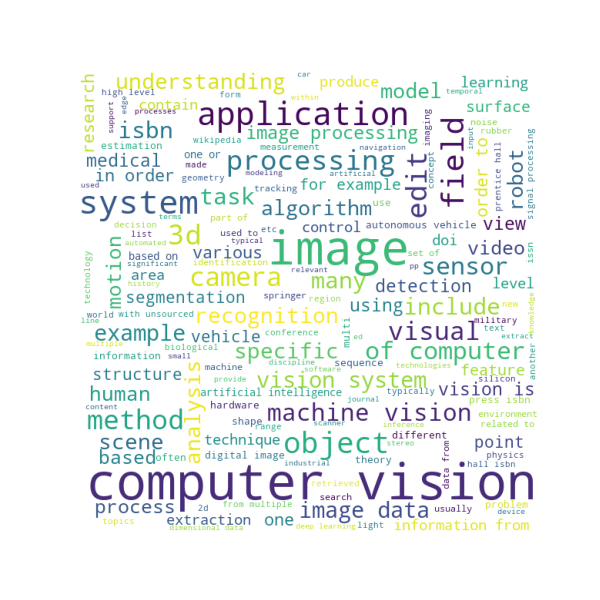 car
high level
form
within
temporal
understanding
produce
model
learning
research
support
edge
processes
contain
application
surface
isbn
wikipedia
image processing
imaging
noise
rubber
estimation
one or
measurement
navigation
concept
input
order to
medical
made
processing
artificial
edit
field
robot
prentice hall
signal processing
in order
geometry
modeling
task
for example
used
tracking
use
system
algorithm
terms
part of
control
autonomous vehicle
view
decision
list
used to
etc
set of
issn
automated
typical
3d
various
image
doi
video
technology
motion
based on
identification
significant
area
relevant
pp
sensor
history
camera
many
detection
level
segmentation
springer
region
world
with unsourced
using
include
new
knowledge
line
recognition
multi
military
example
vehicle
conference
visual
text
extract
multiple
information
biological
small
discipline
ed
specific
of computer
another
structure
machine
software
sequence
technologies
feature
provide
vision system
silicon
human
analysis
artificial intelligence
typically
vision is
content
hardware
journal
press isbn
method
shape
machine vision
environment
range
scanner
inference
related to
scene
technique
object
different
point
stereo
data from
physics
based
often
digital image
theory
hall isbn
industrial
computer vision
retrieved
search
process
2d
from multiple
image data
usually
problem
device
topics
extraction
one
light
information from
dimensional data
deep learning